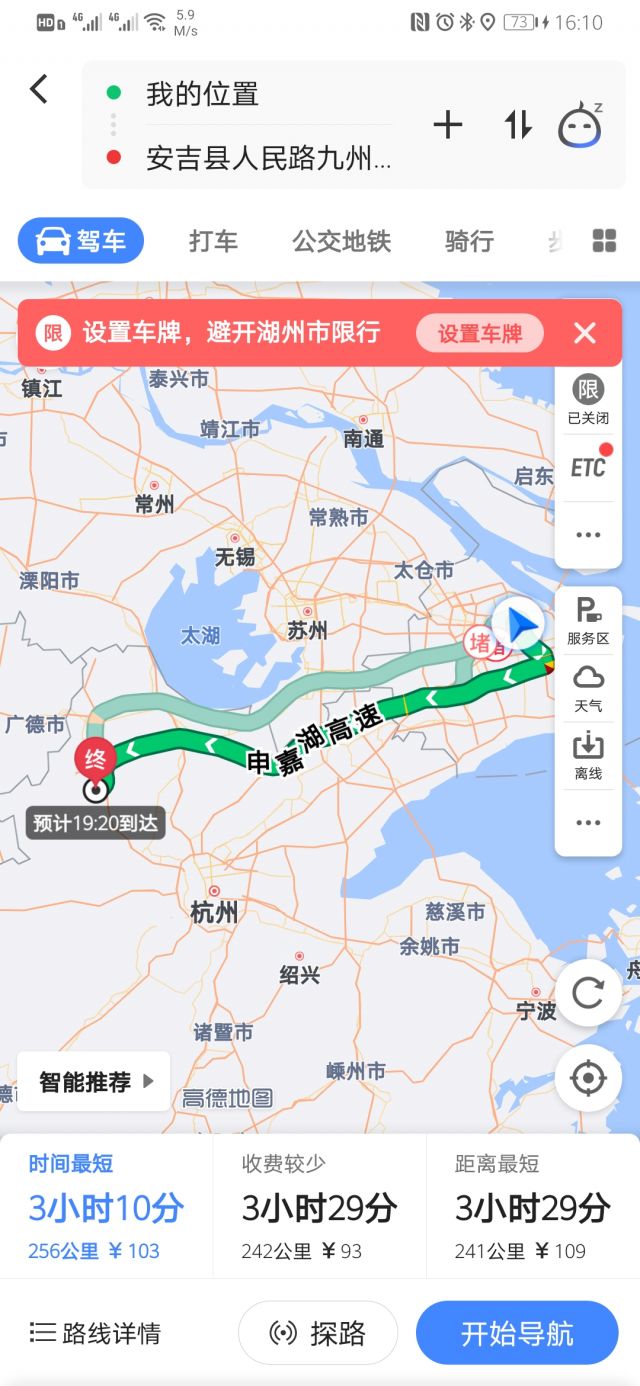 HD 1 4G 4G 5.9 M/s 73 16:10
我的位置
安吉县人民路九州...
z
驾车 打车 公交地铁 骑行
限 设置车牌，避开湖州市限行 设置车牌
限
已关闭
ETC
...
镇江
泰兴市
靖江市
南通
启东
常州
常熟市
无锡
太仓市
溧阳市
太湖
苏州
堵
P
服务区
天气
离线
...
广德市
申嘉湖高速
终
预计19:20到达
杭州
慈溪市
余姚市
绍兴
宁波
诸暨市
嵊州市
智能推荐
高德地图
时间最短 收费较少 距离最短
3小时10分 3小时29分 3小时29分
256公里 ¥ 103 242公里 ¥ 93 241公里 ¥ 109
路线详情 探路 开始导航